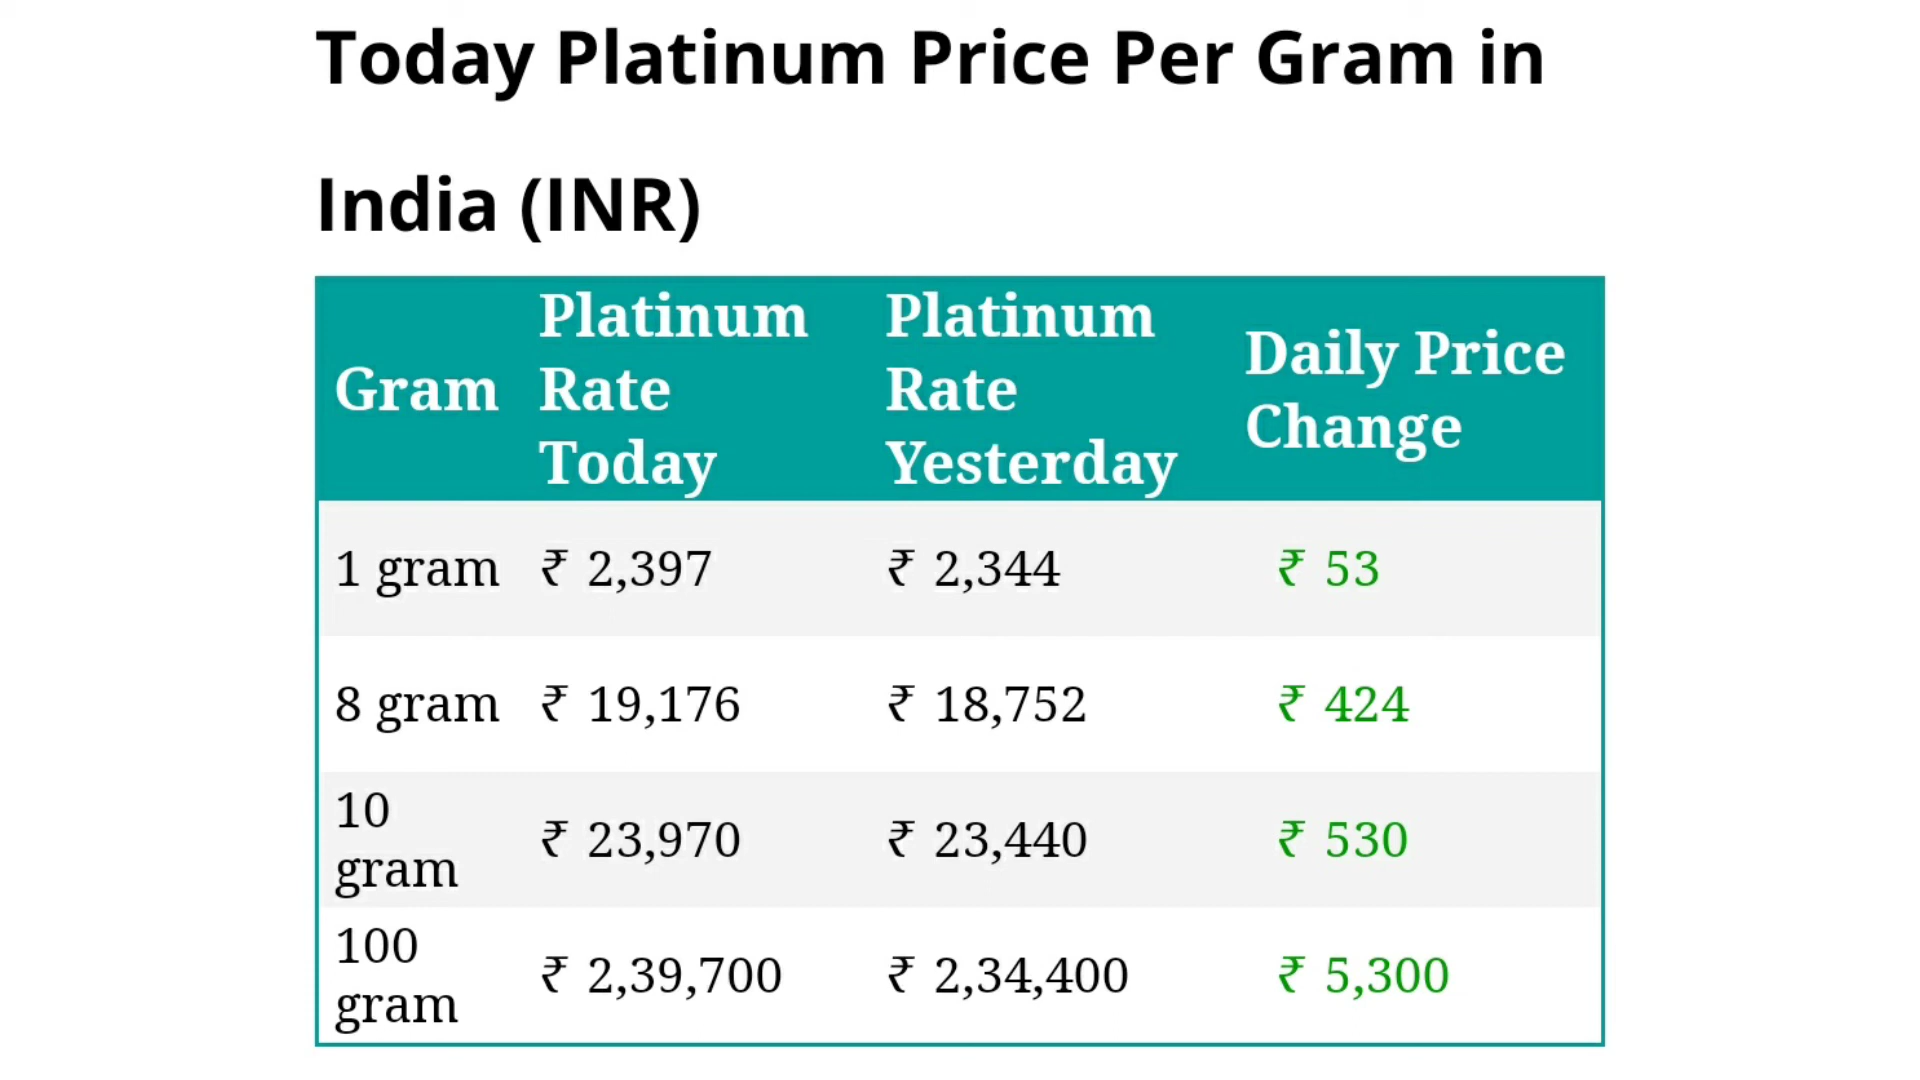 Today Platinum Price Per Gram in
India (INR)
Gram
Platinum
Rate
Today
Platinum
Rate
Yesterday
Daily Price
Change
1 gram ₹ 2,397 ₹ 2,344 ₹ 53
8 gram ₹ 19,176 ₹ 18,752 ₹ 424
10
gram ₹ 23,970 ₹ 23,440 ₹ 530
100
gram ₹ 2,39,700 ₹ 2,34,400 ₹ 5,300